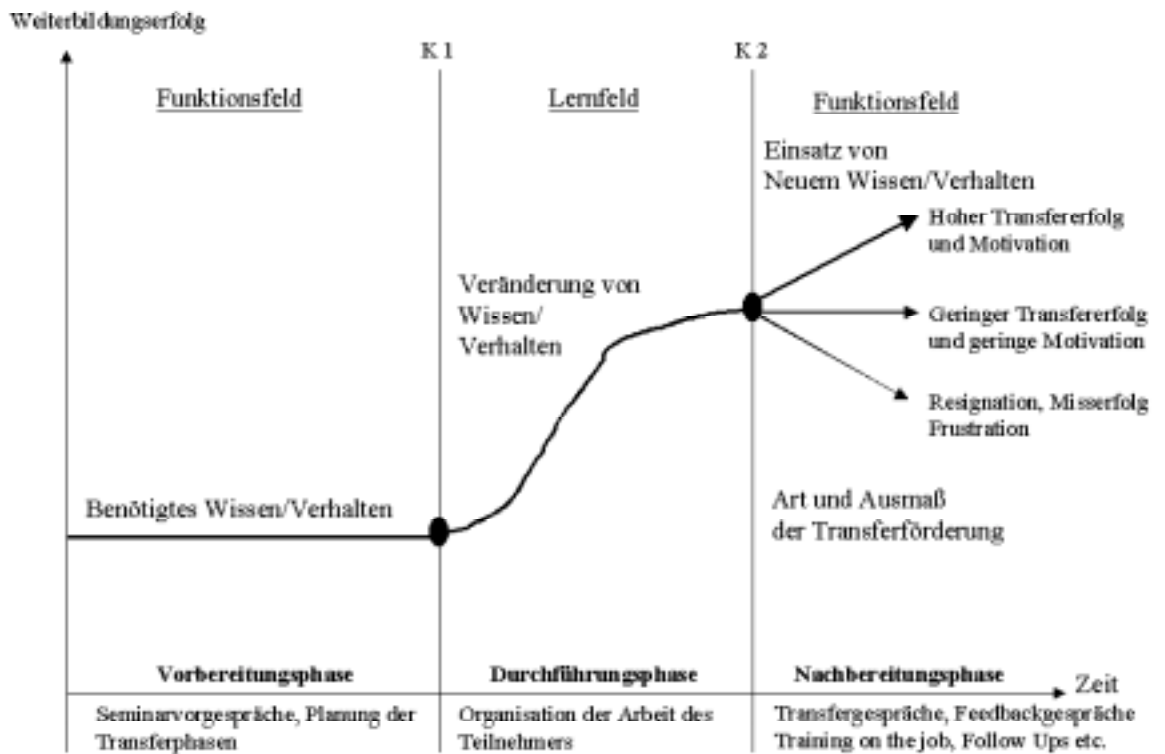 Weiterbildungserfolg
K 1
K 2
Funktionsfeld
Lernfeld
Funktionsfeld
Einsatz von
Neuem Wissen/Verhalten
Hoher Transfererfolg
und Motivation
Veränderung von
Wissen/
Verhalten
Geringer Transfererfolg
und geringe Motivation
Resignation, Misserfolg
Frustration
Benötigtes Wissen/Verhalten
Art und Ausmaß
der Transferförderung
Vorbereitungsphase
Durchführungsphase
Nachbereitungsphase
Zeit
Seminarvorgespräche, Planung der
Transferphasen
Organisation der Arbeit des
Teilnehmers
Transfergespräche, Feedbackgespräche
Training on the job, Follow Ups etc.